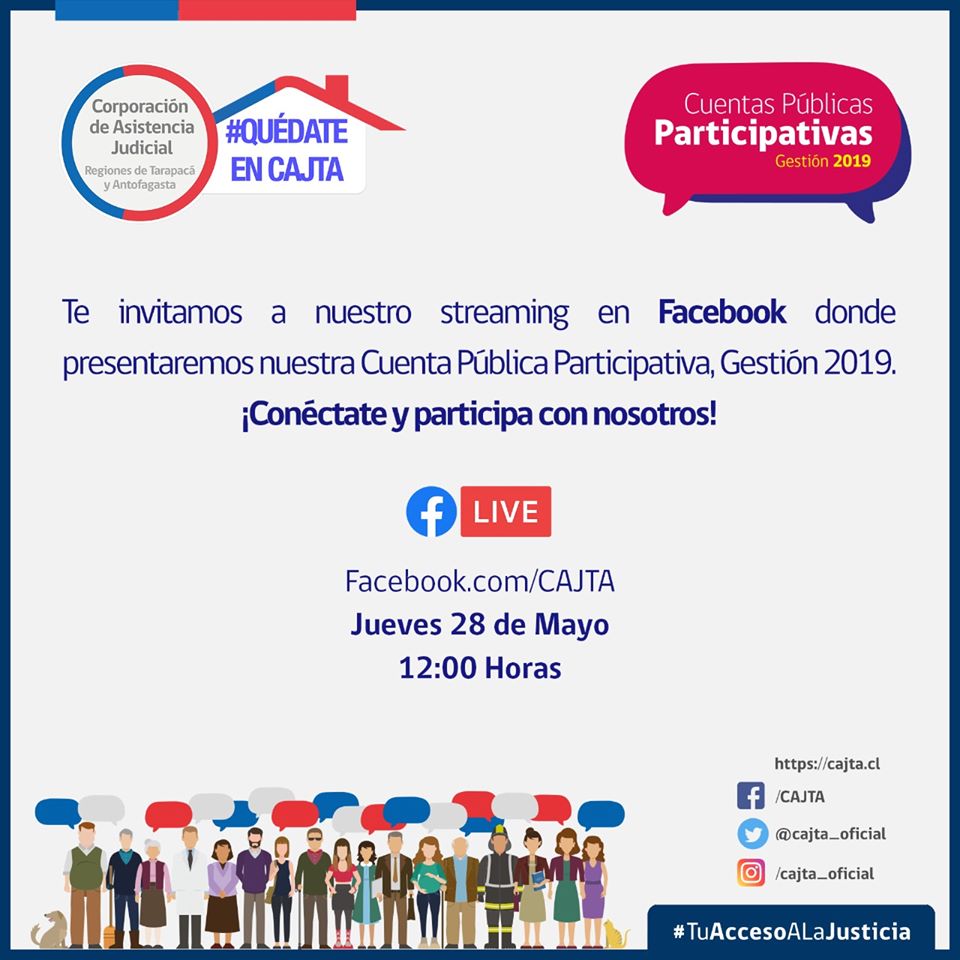 Corporación
de Asistencia
Judicial
Regiones de Tarapacá
y Antofagasta
#QUÉDATE
EN CAJTA
Cuentas Públicas
Participativas
Gestión 2019
Te invitamos a nuestro streaming en Facebook donde
presentaremos nuestra Cuenta Pública Participativa, Gestión 2019.
¡Conéctate y participa con nosotros!
f LIVE
Facebook.com/CAJTA
Jueves 28 de Mayo
12:00 Horas
https://cajta.cl
f /CAJTA
@cajta_oficial
/cajta_oficial
#TuAccesoALaJusticia